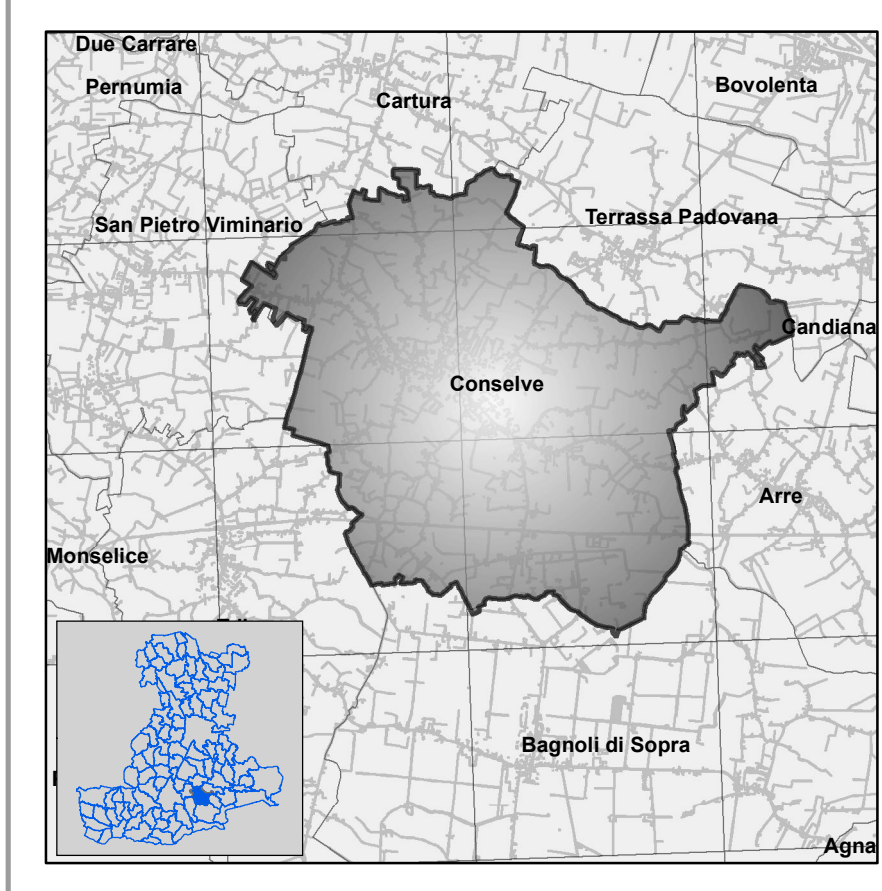 Due Carrare
Pernumia
Bovolenta
Cartura
Terrassa Padovana
San Pietro Viminario
Candiana
Conselve
Arre
Monselice
Bagnoli di Sopra
Agna